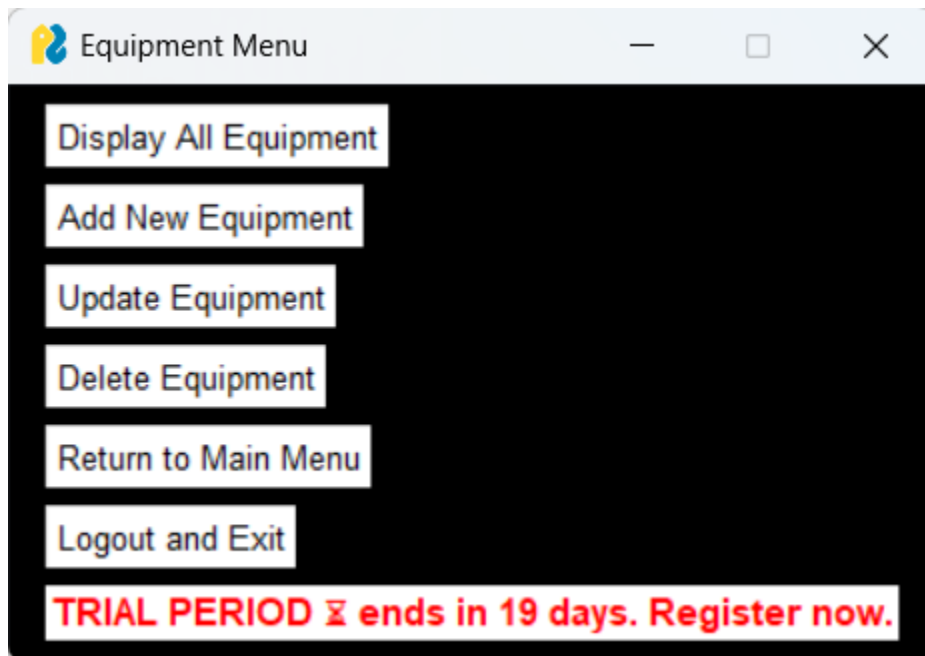 Equipment Menu
Display All Equipment
Add New Equipment
Update Equipment
Delete Equipment
Return to Main Menu
Logout and Exit
TRIAL PERIOD ⏳ ends in 19 days. Register now.